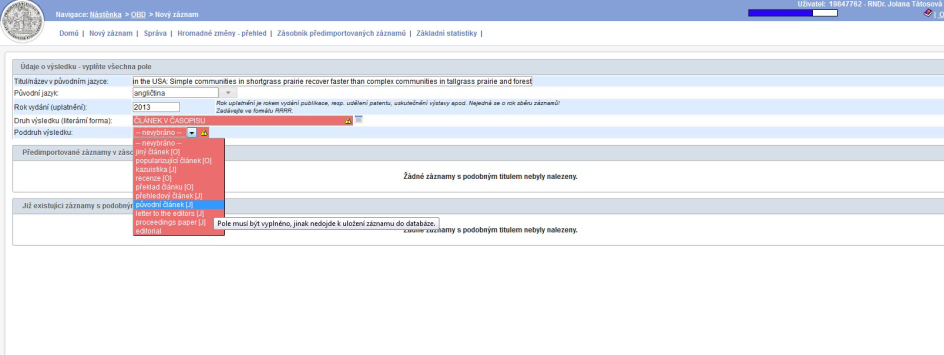 Uživatel: 19847762 - RNDr. Jolana Tátosová
Navigace: Nástěnka > OBD > Nový záznam
Domů | Nový záznam | Správa | Hromadné změny - přehled | Zásobník předimportovaných záznamů | Základní statistiky |
Údaje o výsledku - vyplňte všechna pole
Titul/název v původním jazyce: in the USA: Simple communities in shortgrass prairie recover faster than complex communities in tallgrass prairie and forest
Původní jazyk: angličtina
Rok vydání (uplatnění): 2013 Rok uplatnění je rokem vydání publikace, resp. udělení patentu, uskutečnění výstavy apod. Nejedná se o rok sběru záznamů!
Zadávejte ve formátu RRRR.
Druh výsledku (literární forma): ČLÁNEK V ČASOPISU
Poddruh výsledku: -- nevybráno --
-- nevybráno --
jiný článek [O]
Předimportované záznamy v záso
popularizující článek [O]
kazuistika [J]
recenze [O]
Žádné záznamy s podobným titulem nebyly nalezeny.
překlad článku [O]
přehledový článek [J]
Již existující záznamy s podobným
původní článek [J]
letter to the editors [J]
proceedings paper [J]
Pole musí být vyplněno, jinak nedojde k uložení záznamu do databáze.
editorial
Žádné záznamy s podobným titulem nebyly nalezeny.